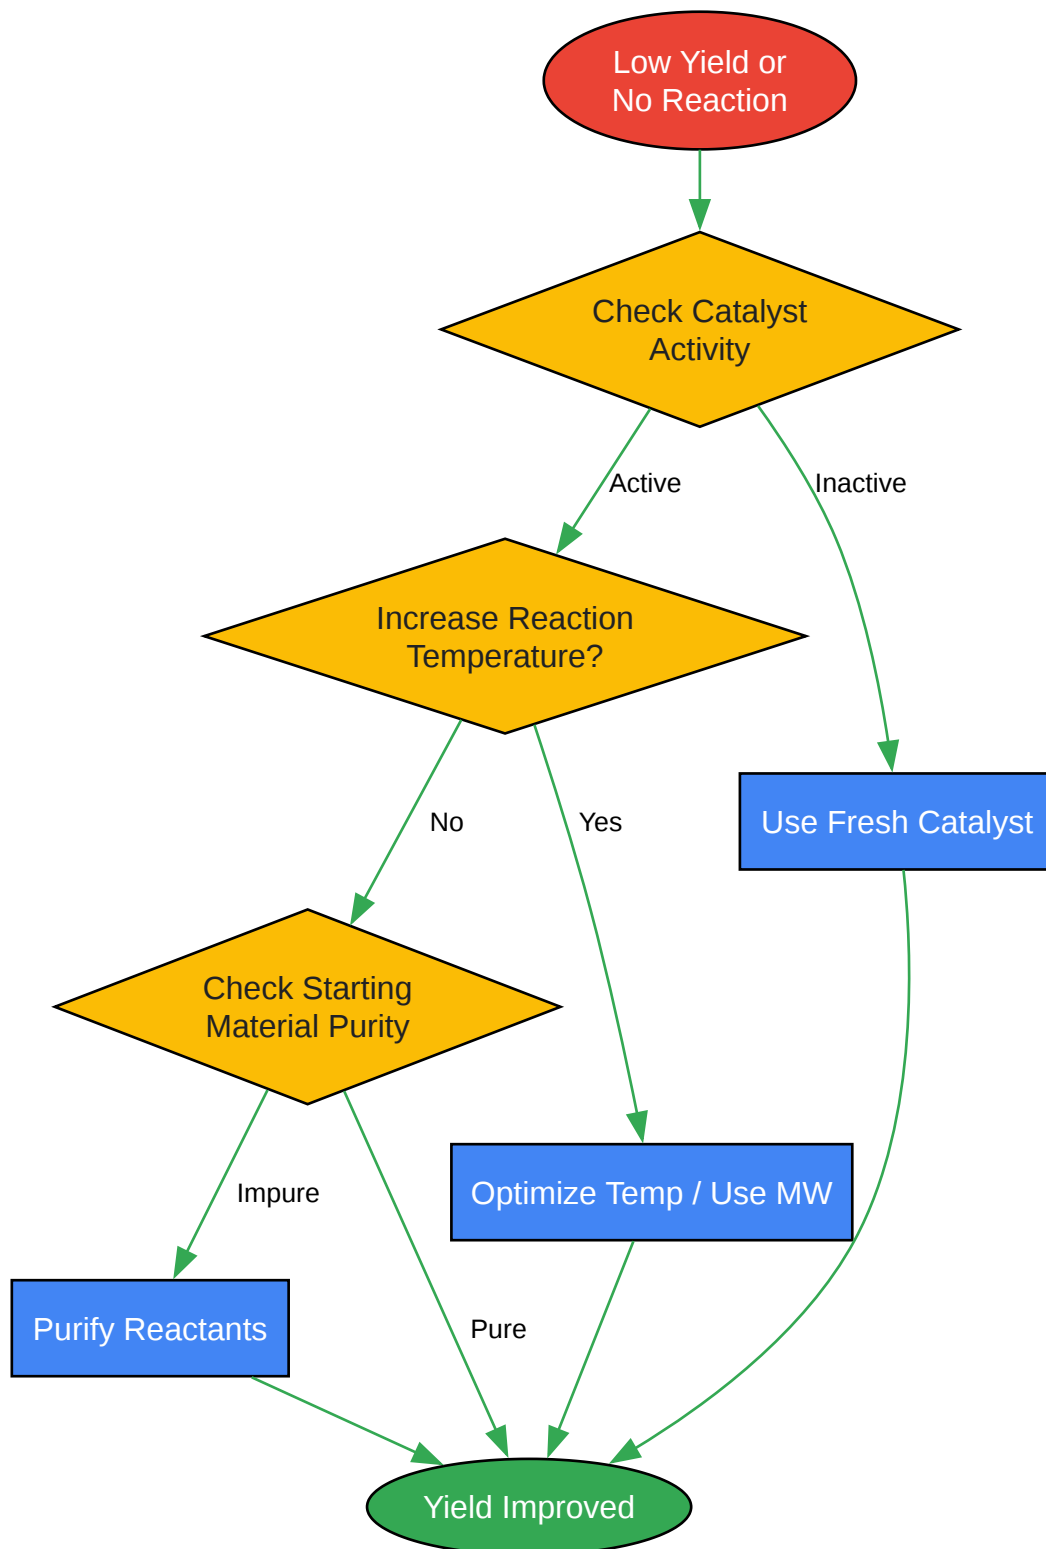 Low Yield or
No Reaction
Check Catalyst
Activity
Active
Inactive
Increase Reaction
Temperature?
No
Yes
Use Fresh Catalyst
Check Starting
Material Purity
Impure
Optimize Temp / Use MW
Purify Reactants
Pure
Yield Improved